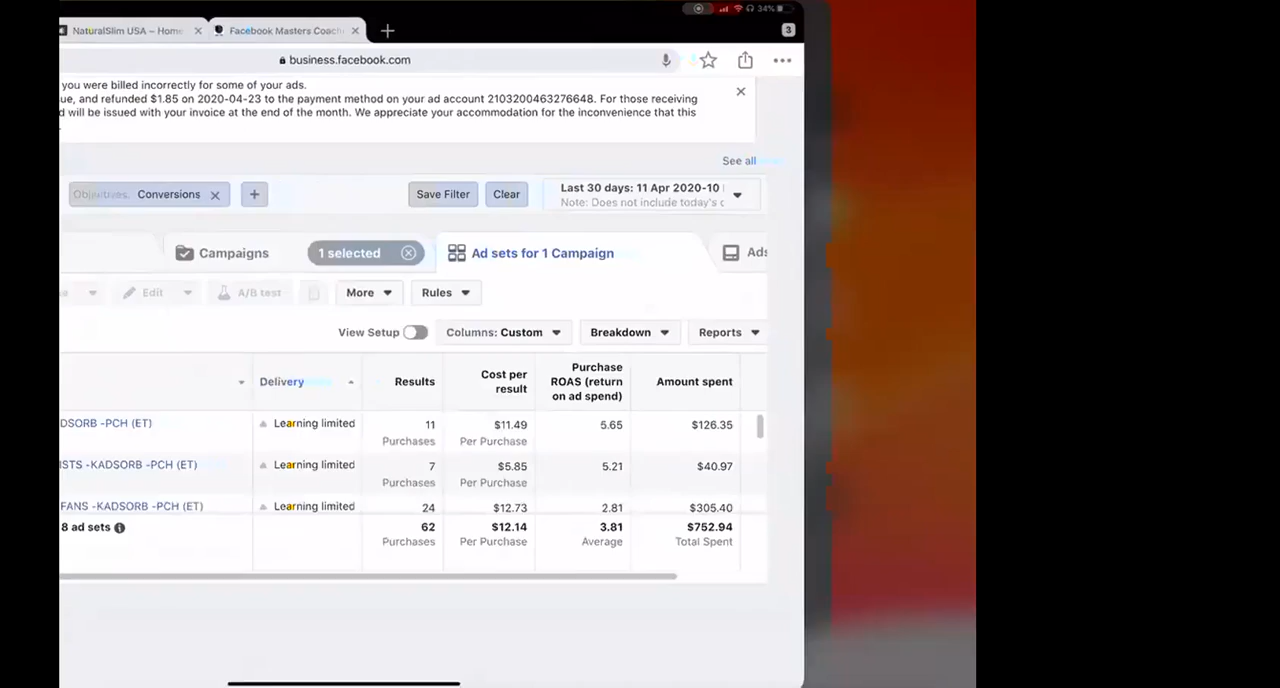 34%
NaturalSlim USA – Home
Facebook Masters Coach
3
business.facebook.com
you were billed incorrectly for some of your ads.
ue, and refunded $1.85 on 2020-04-23 to the payment method on your ad account 2103200463276648. For those receiving
d will be issued with your invoice at the end of the month. We appreciate your accommodation for the inconvenience that this
See all
Objectives: Conversions
Save Filter
Clear
Last 30 days: 11 Apr 2020-10
Note: Does not include today's
Campaigns
1 selected
Ad sets for 1 Campaign
Ads
Edit
A/B test
More
Rules
View Setup
Columns: Custom
Breakdown
Reports
Delivery
Results
Cost per
result
Purchase
ROAS (return
on ad spend)
Amount spent
DSORB -PCH (ET)
Learning limited
11
Purchases
$11.49
Per Purchase
5.65
$126.35
ISTS -KADSORB -PCH (ET)
Learning limited
7
Purchases
$5.85
Per Purchase
5.21
$40.97
FANS -KADSORB -PCH (ET)
Learning limited
24
$12.73
2.81
$305.40
8 ad sets
62
Purchases
$12.14
Per Purchase
3.81
Average
$752.94
Total Spent